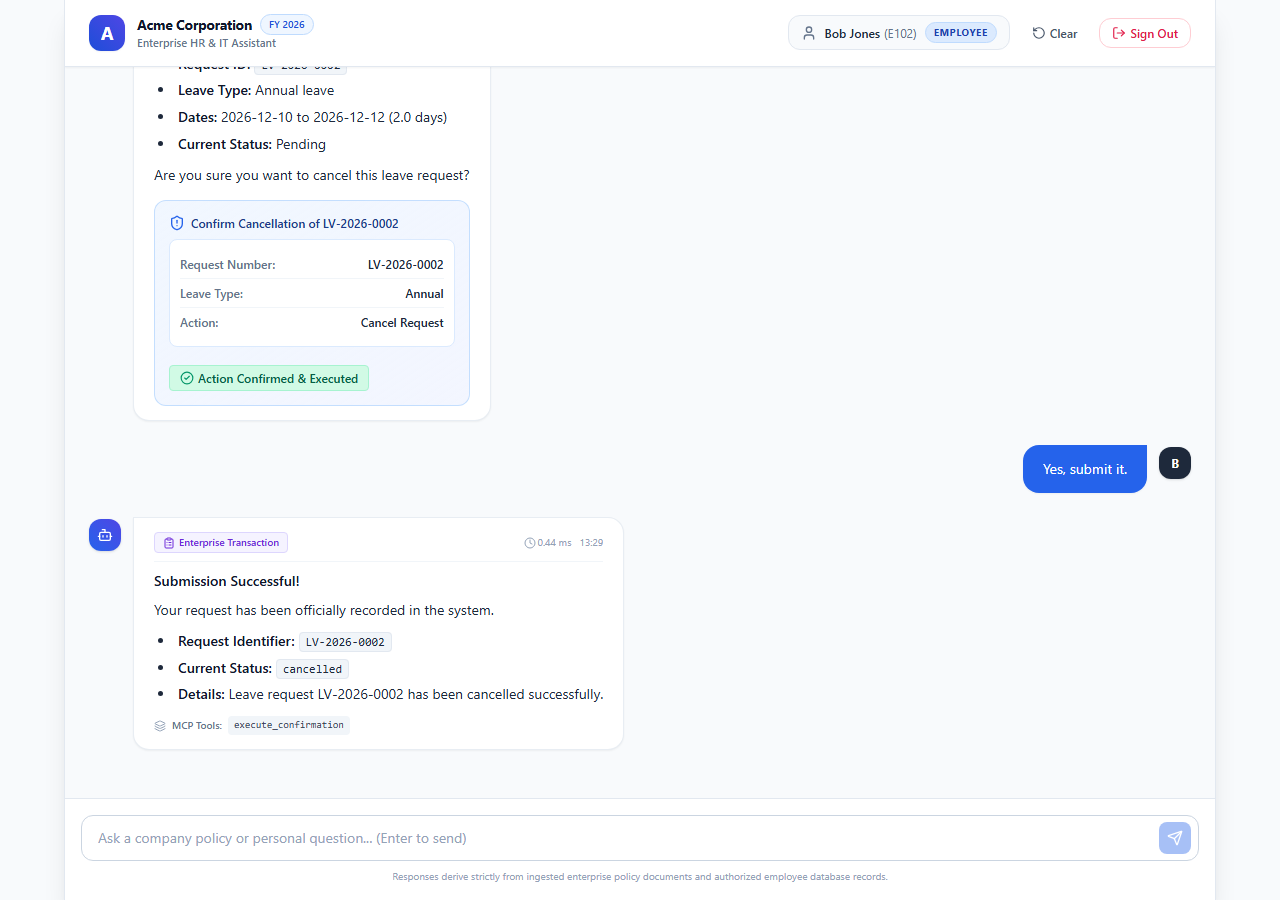 A
Acme Corporation
FY 2026
Enterprise HR & IT Assistant
Bob Jones (E102)
EMPLOYEE
Clear
Sign Out
Request ID: LV-2026-0002
• Leave Type: Annual leave
• Dates: 2026-12-10 to 2026-12-12 (2.0 days)
• Current Status: Pending
Are you sure you want to cancel this leave request?
Confirm Cancellation of LV-2026-0002
Request Number: LV-2026-0002
Leave Type: Annual
Action: Cancel Request
Action Confirmed & Executed
Yes, submit it.
B
Enterprise Transaction
0.44 ms 13:29
Submission Successful!
Your request has been officially recorded in the system.
• Request Identifier: LV-2026-0002
• Current Status: cancelled
• Details: Leave request LV-2026-0002 has been cancelled successfully.
MCP Tools: execute_confirmation
Ask a company policy or personal question... (Enter to send)
Responses derive strictly from ingested enterprise policy documents and authorized employee database records.